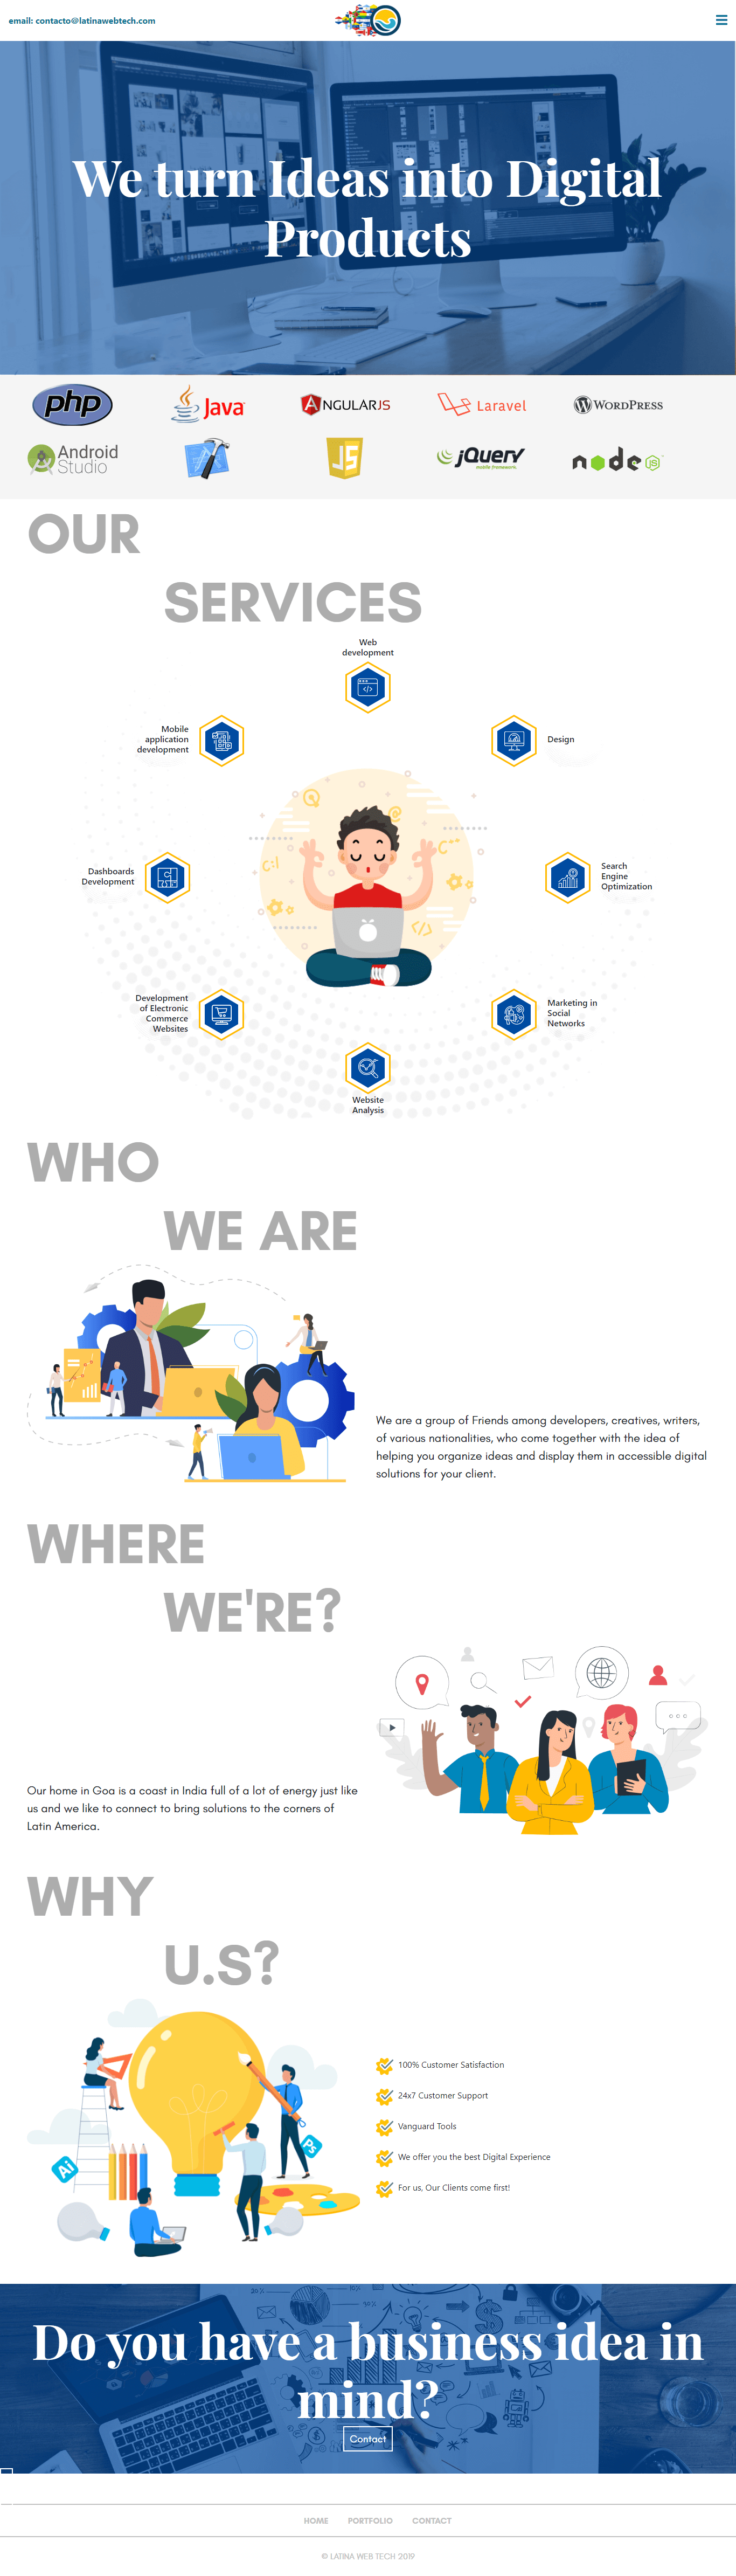 email: contacto@latinawebtech.com
We turn Ideas into Digital
Products
php
Java
ANGULARJS
Laravel
WORDPRESS
Android
Studio
JS
jQuery
mobile framework.
node
JS
OUR
SERVICES
Web
development
Mobile
application
development
Design
Dashboards
Development
Search
Engine
Optimization
Development
of Electronic
Commerce
Websites
Marketing in
Social
Networks
Website
Analysis
WHO
WE ARE
We are a group of Friends among developers, creatives, writers,
of various nationalities, who come together with the idea of
helping you organize ideas and display them in accessible digital
solutions for your client.
WHERE
WE'RE?
Our home in Goa is a coast in India full of a lot of energy just like
us and we like to connect to bring solutions to the corners of
Latin America.
WHY
U.S?
Ai
Ps
100% Customer Satisfaction
24x7 Customer Support
Vanguard Tools
We offer you the best Digital Experience
For us, Our Clients come first!
Do you have a business idea in
mind?
Contact
HOME PORTFOLIO CONTACT
© LATINA WEB TECH 2019